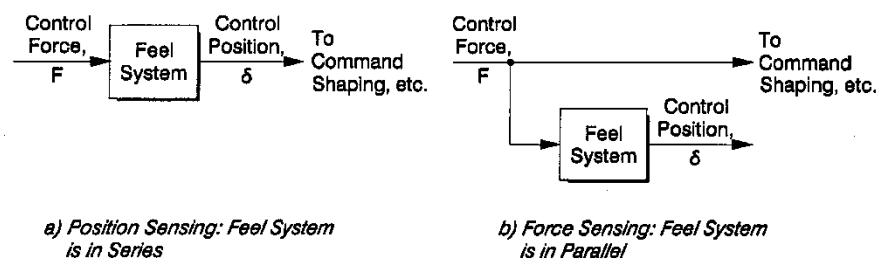 Control
Force,
F
Feel
System
Control
Position,
δ
To
Command
Shaping, etc.
a) Position Sensing: Feel System
is in Series
Control
Force,
F
To
Command
Shaping, etc.
Feel
System
Control
Position,
δ
b) Force Sensing: Feel System
is in Parallel